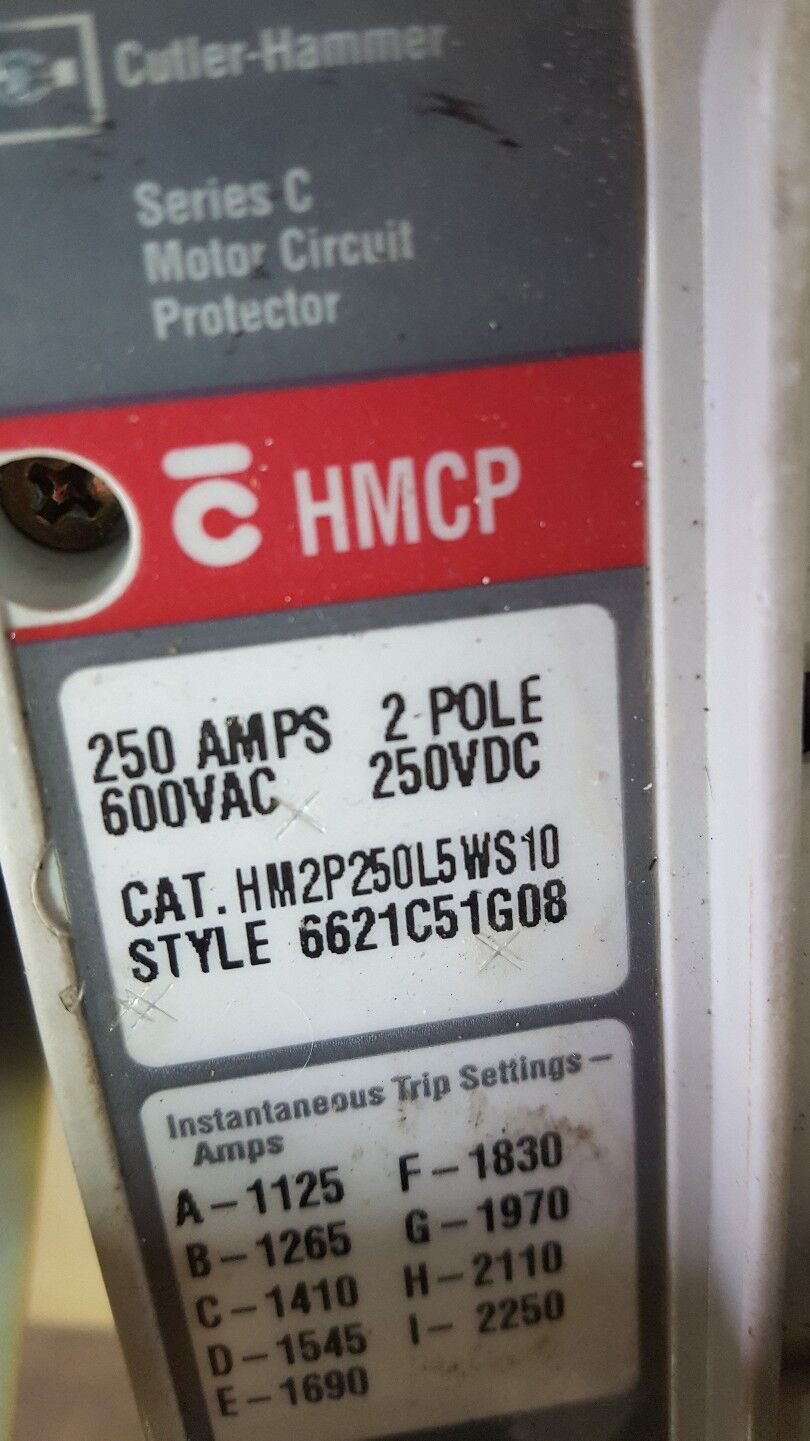 Cutler-Hammer
Series C
Motor Circuit
Protector
C HMCP
250 AMPS 2 POLE
600VAC 250VDC
CAT. HM2P250L5WS10
STYLE 6621C51G08
Instantaneous Trip Settings –
Amps
A – 1125 F – 1830
B – 1265 G – 1970
C – 1410 H – 2110
D – 1545 I – 2250
E – 1690